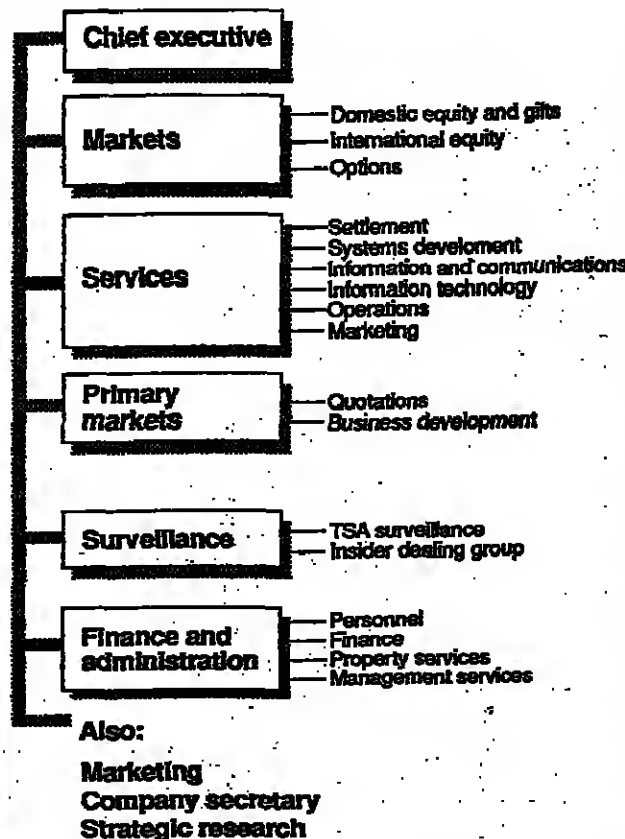 Chief executive
Markets
Domestic equity and gifts
International equity
Options
Services
Settlement
Systems develoment
Information and communications
Information technology
Operations
Marketing
Primary
markets
Quotations
Business development
Surveillance
TSA surveillance
Insider dealing group
Finance and
administration
Personnel
Finance
Property services
Management services
Also:
Marketing
Company secretary
Strategic research